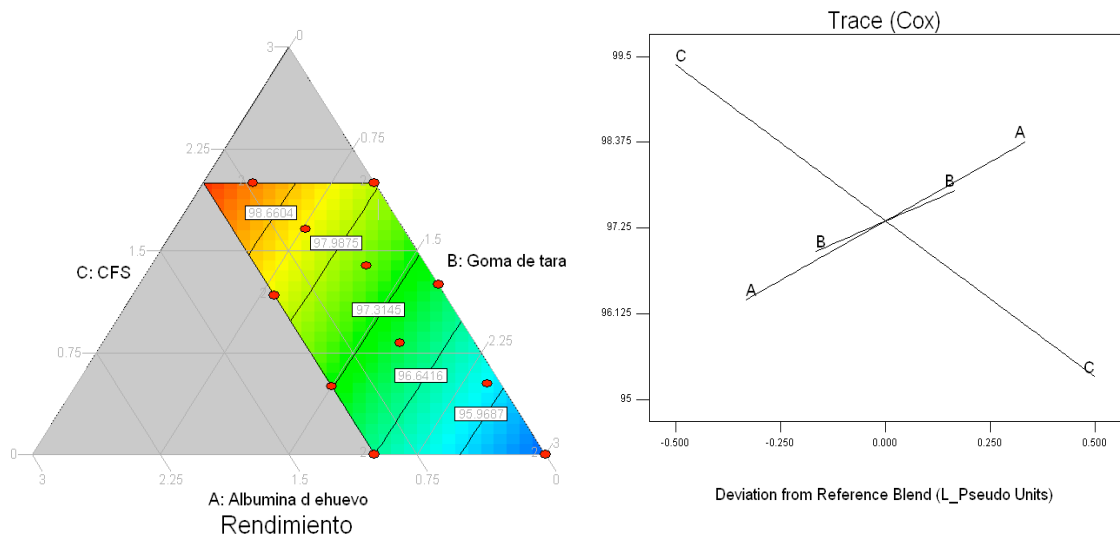 Trace (Cox)
3
0
2.25
0.75
2
98.6604
1.5
97.9875
1.5
C: CFS
B: Goma de tara
97.3145
0.75
2.25
96.6416
95.9687
0
2
2
3
3
2.25
1.5
0.75
0
A: Albumina d ehuevo
Rendimiento
99.5
98.375
97.25
96.125
95
C
A
B
B
A
C
-0.500
-0.250
0.000
0.250
0.500
Deviation from Reference Blend (L_Pseudo Units)